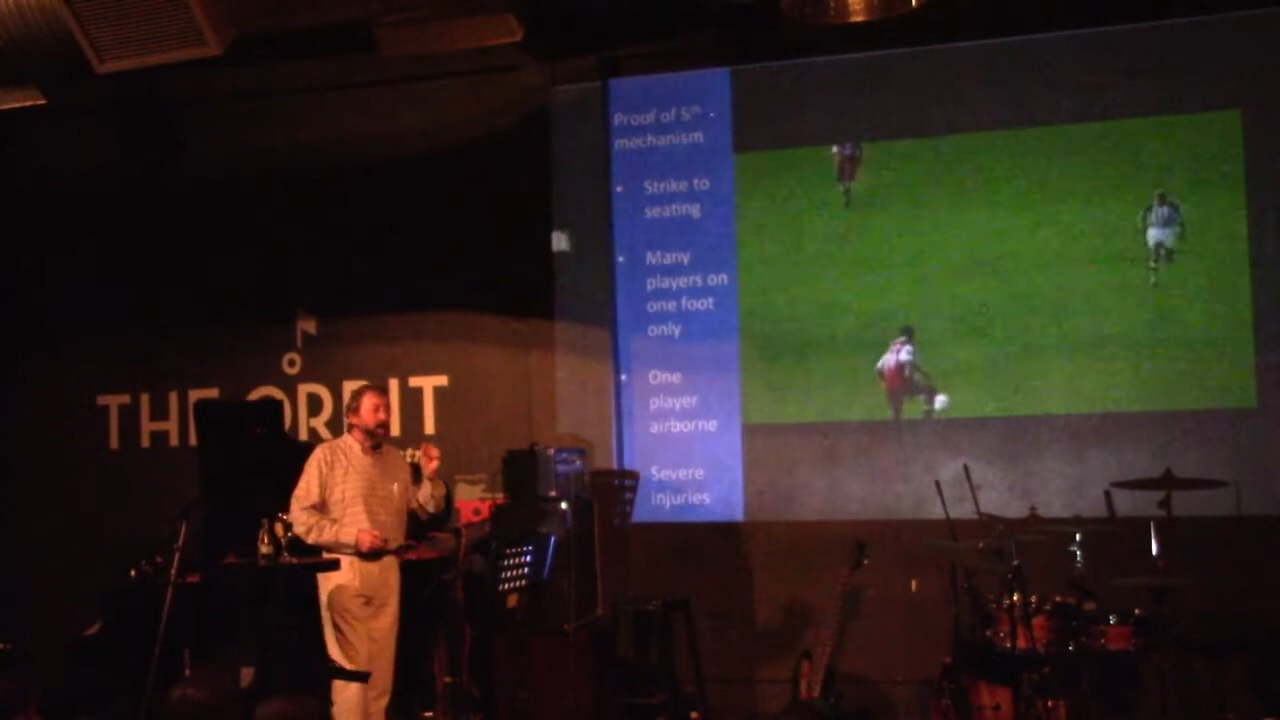 Proof of 5th
mechanism
• Strike to
seating
• Many
players on
one foot
only
• One
player
airborne
Severe
injuries
THE ORBIT